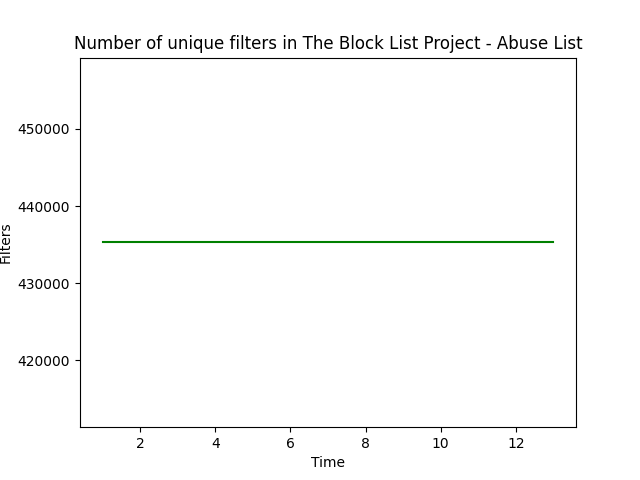 Number of unique filters in The Block List Project - Abuse List
450000
440000
430000
420000
Filters
2 4 6 8 10 12
Time